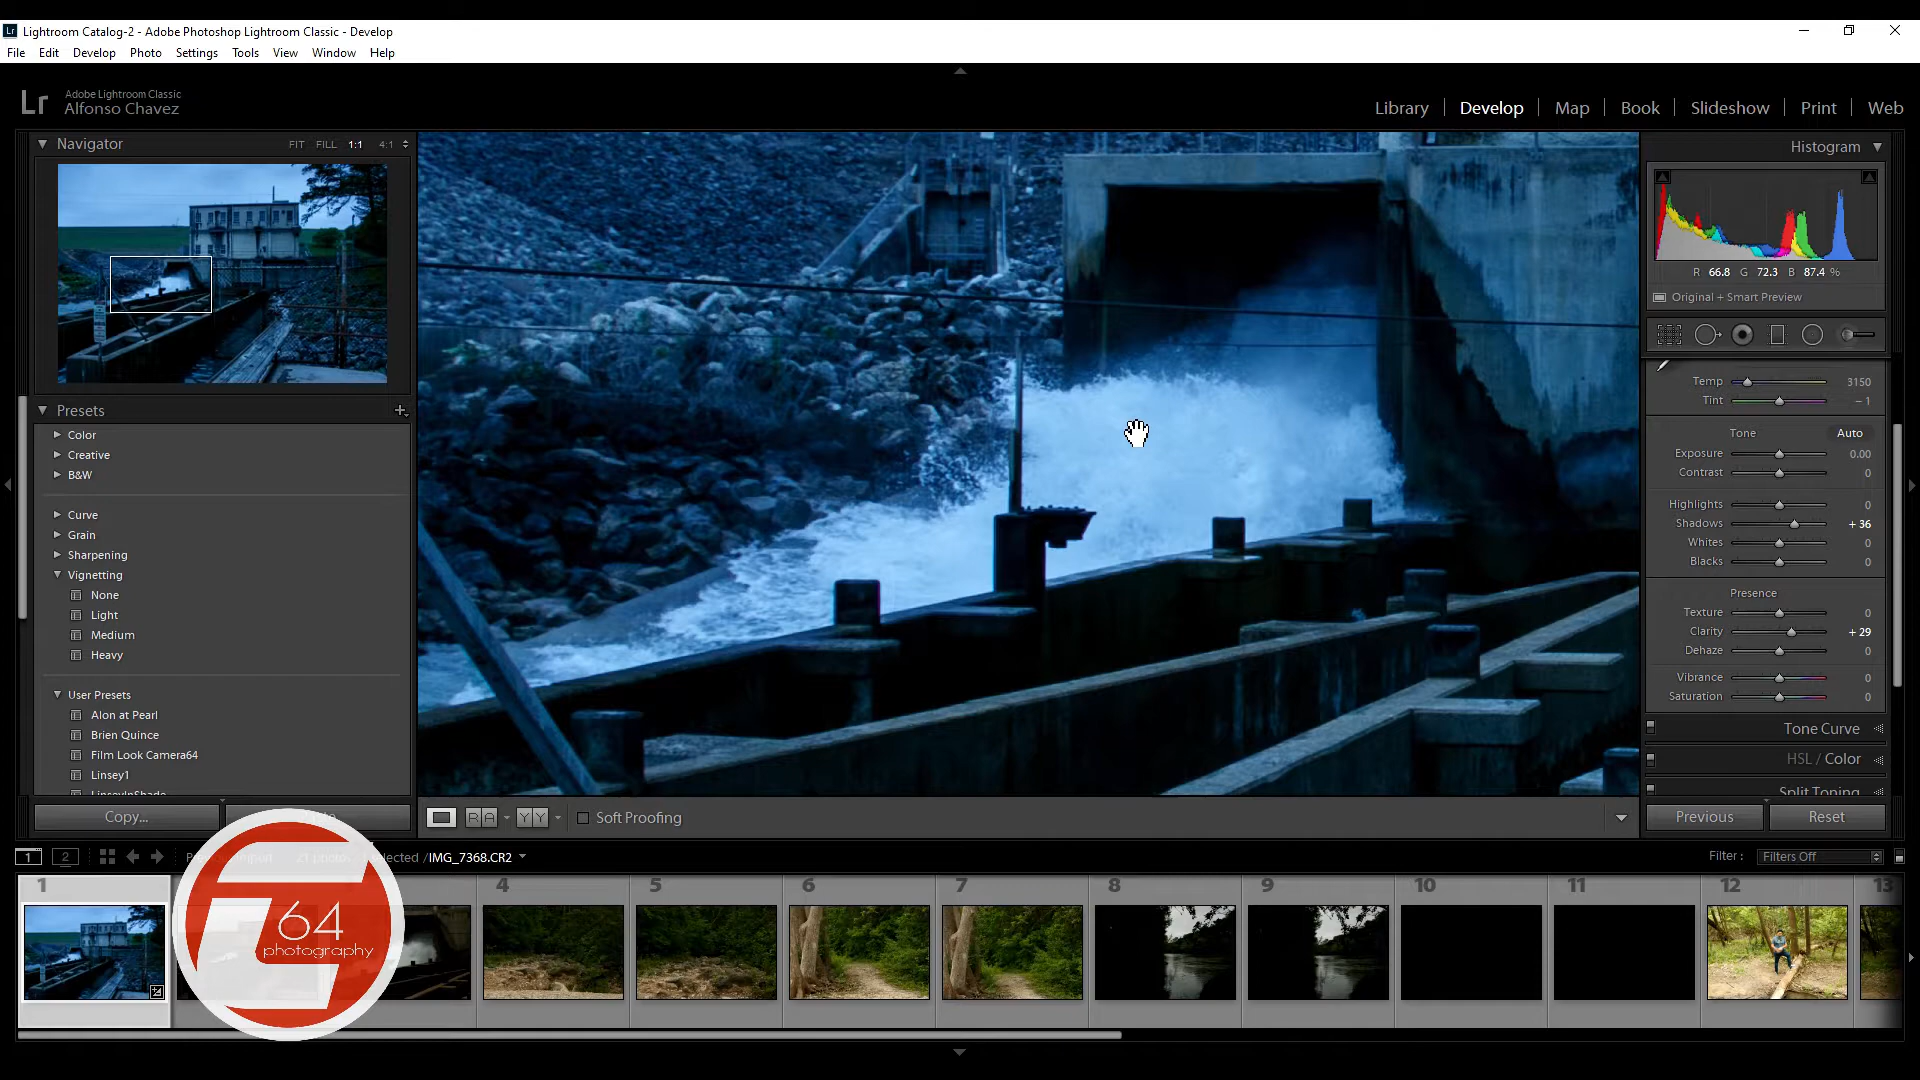 Lr Lightroom Catalog-2 - Adobe Photoshop Lightroom Classic - Develop
File Edit Develop Photo Settings Tools View Window Help
Lr Adobe Lightroom Classic
Alfonso Chavez
Library Develop Map Book Slideshow Print Web
Navigator FIT FILL 1:1 4:1
Histogram
R 66.8 G 72.3 B 87.4 %
Original + Smart Preview
Temp 3150
Tint – 1
Presets
Color
Creative
B&W
Curve
Grain
Sharpening
Vignetting
None
Light
Medium
Heavy
User Presets
Alon at Pearl
Brien Quince
Film Look Camera64
Linsey1
LinseyInShade
Tone Auto
Exposure 0.00
Contrast 0
Highlights 0
Shadows + 36
Whites 0
Blacks 0
Presence
Texture 0
Clarity + 29
Dehaze 0
Vibrance 0
Saturation 0
Tone Curve
HSL / Color
Split Toning
Copy...
R A Y Y Soft Proofing
Previous Reset
1 2 selected / IMG_7368.CR2
Filter : Filters Off
1 4 5 6 7 8 9 10 11 12 13
64
photography